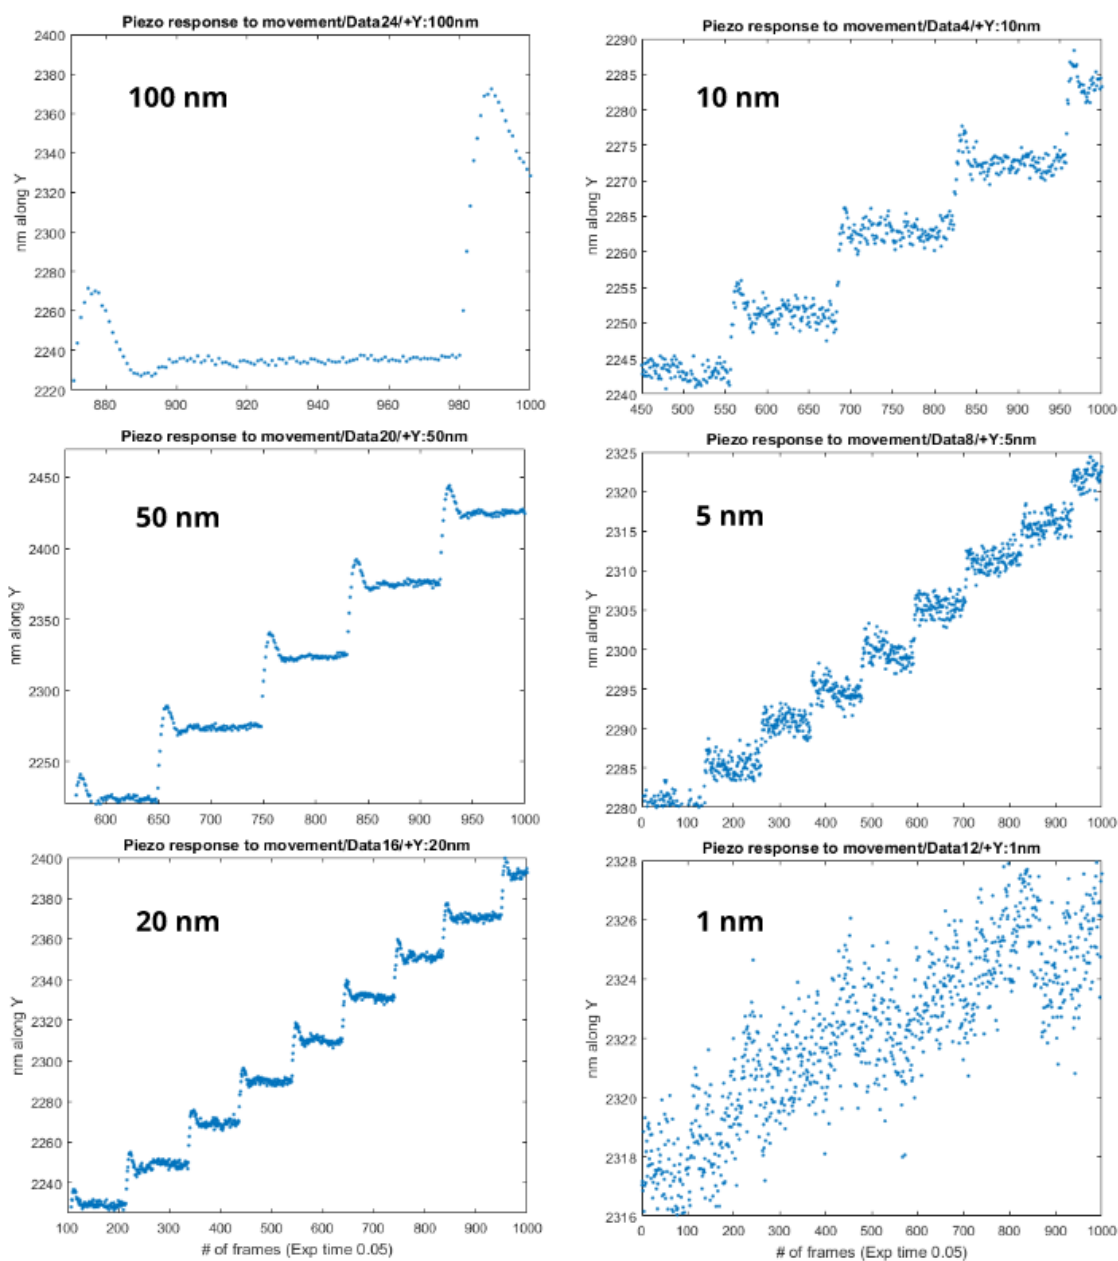 Piezo response to movement/Data24/+Y:100nm
2400
2380
2360
2340
2320
2300
2280
2260
2240
2220
nm along Y
100 nm
880 900 920 940 960 980 1000
Piezo response to movement/Data4/+Y:10nm
2290
2285
2280
2275
2270
2265
2260
2255
2250
2245
2240
nm along Y
10 nm
450 500 550 600 650 700 750 800 850 900 950 1000
Piezo response to movement/Data20/+Y:50nm
2450
2400
2350
2300
2250
nm along Y
50 nm
600 650 700 750 800 850 900 950 1000
Piezo response to movement/Data8/+Y:5nm
2325
2320
2315
2310
2305
2300
2295
2290
2285
2280
nm along Y
5 nm
0 100 200 300 400 500 600 700 800 900 1000
Piezo response to movement/Data16/+Y:20nm
2400
2380
2360
2340
2320
2300
2280
2260
2240
nm along Y
20 nm
100 200 300 400 500 600 700 800 900 1000
# of frames (Exp time 0.05)
Piezo response to movement/Data12/+Y:1nm
2328
2326
2324
2322
2320
2318
2316
nm along Y
1 nm
0 100 200 300 400 500 600 700 800 900 1000
# of frames (Exp time 0.05)